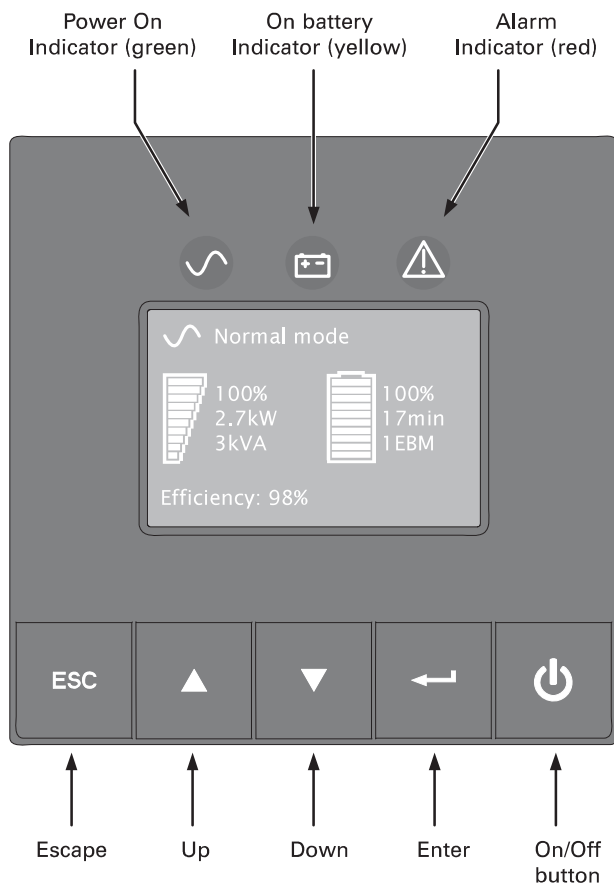 Power On
Indicator (green)
On battery
Indicator (yellow)
Alarm
Indicator (red)
Normal mode
100%
2.7kW
3kVA
100%
17min
1EBM
Efficiency: 98%
ESC
Escape
Up
Down
Enter
On/Off
button